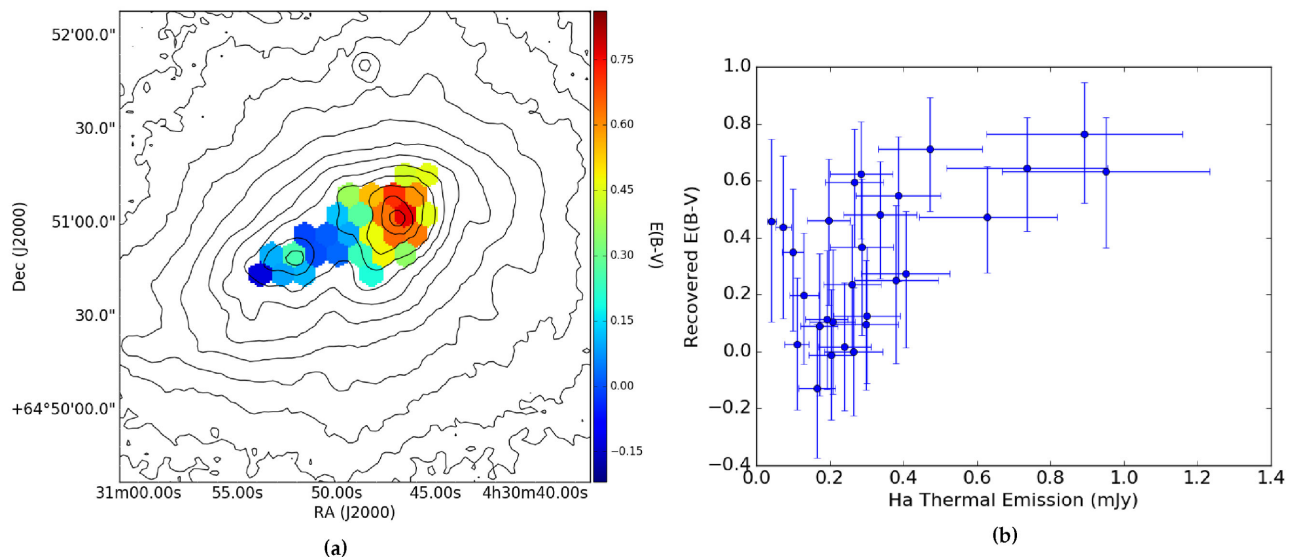 52'00.0"
30.0"
51'00.0"
30.0"
+64°50'00.0"
Dec (J2000)
31m00.00s 55.00s 50.00s 45.00s 4h30m40.00s
RA (J2000)
0.75
0.60
0.45
0.30
0.15
0.00
−0.15
E(B-V)
(a)
1.0
0.8
0.6
0.4
0.2
0.0
−0.2
−0.4
Recovered E(B-V)
0.0 0.2 0.4 0.6 0.8 1.0 1.2 1.4
Ha Thermal Emission (mJy)
(b)